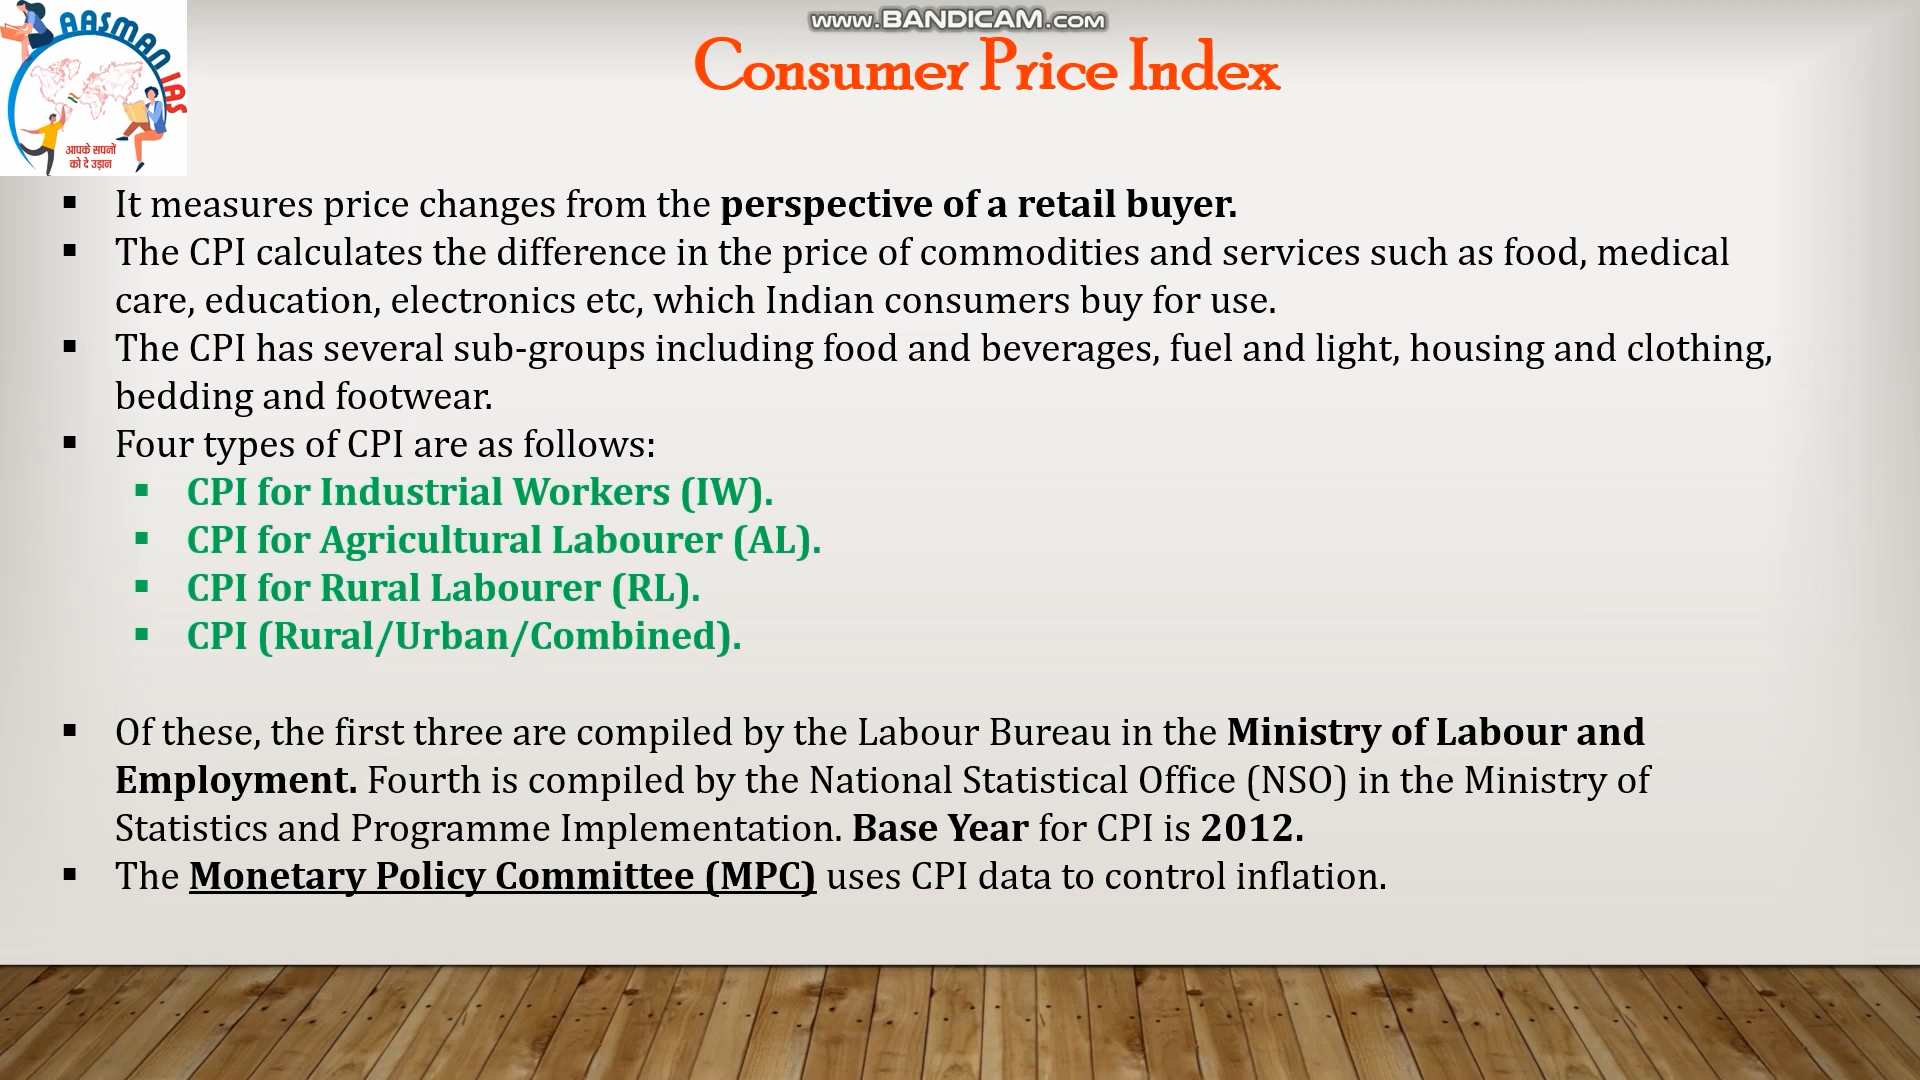 www.BANDICAM.com
AASMAN IAS
आपके सपनों
को दे उड़ान
Consumer Price Index
▪ It measures price changes from the perspective of a retail buyer.
▪ The CPI calculates the difference in the price of commodities and services such as food, medical
care, education, electronics etc, which Indian consumers buy for use.
▪ The CPI has several sub-groups including food and beverages, fuel and light, housing and clothing,
bedding and footwear.
▪ Four types of CPI are as follows:
▪ CPI for Industrial Workers (IW).
▪ CPI for Agricultural Labourer (AL).
▪ CPI for Rural Labourer (RL).
▪ CPI (Rural/Urban/Combined).
▪ Of these, the first three are compiled by the Labour Bureau in the Ministry of Labour and
Employment. Fourth is compiled by the National Statistical Office (NSO) in the Ministry of
Statistics and Programme Implementation. Base Year for CPI is 2012.
▪ The Monetary Policy Committee (MPC) uses CPI data to control inflation.